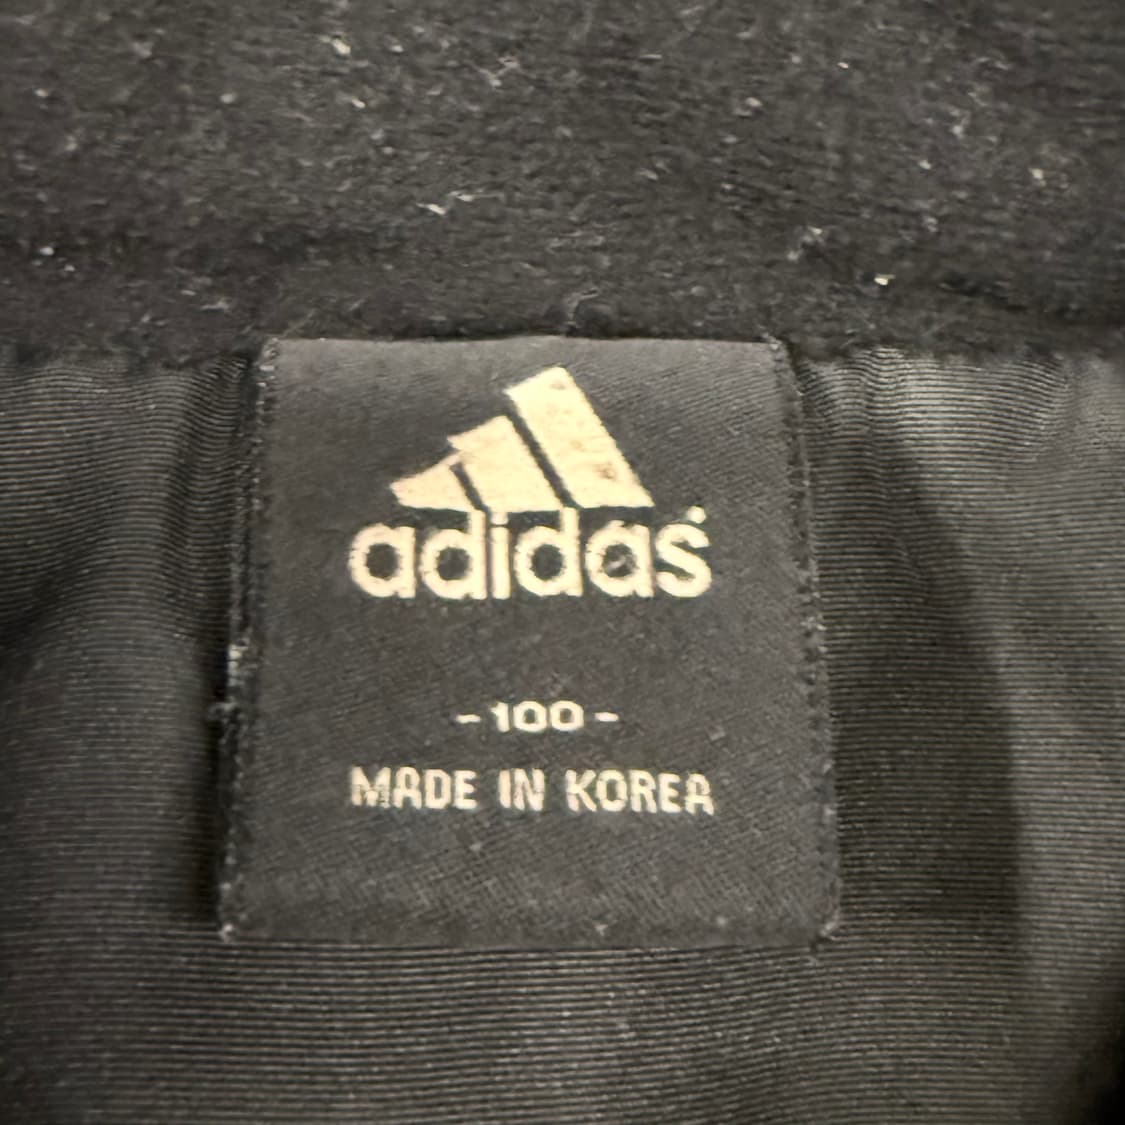 adidas
-100-
MADE IN KOREA